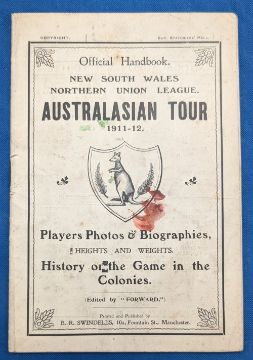 COPYRIGHT.
Official Handbook.
NEW SOUTH WALES
NORTHERN UNION LEAGUE.
AUSTRALASIAN TOUR
1911-12.
Players Photos & Biographies,
HEIGHTS AND WEIGHTS.
History of the Game in the
Colonies.
(Edited by "FORWARD.")
Printed and Published by
B. R. SWINDELLS, 10a, Fountain St., Manchester.